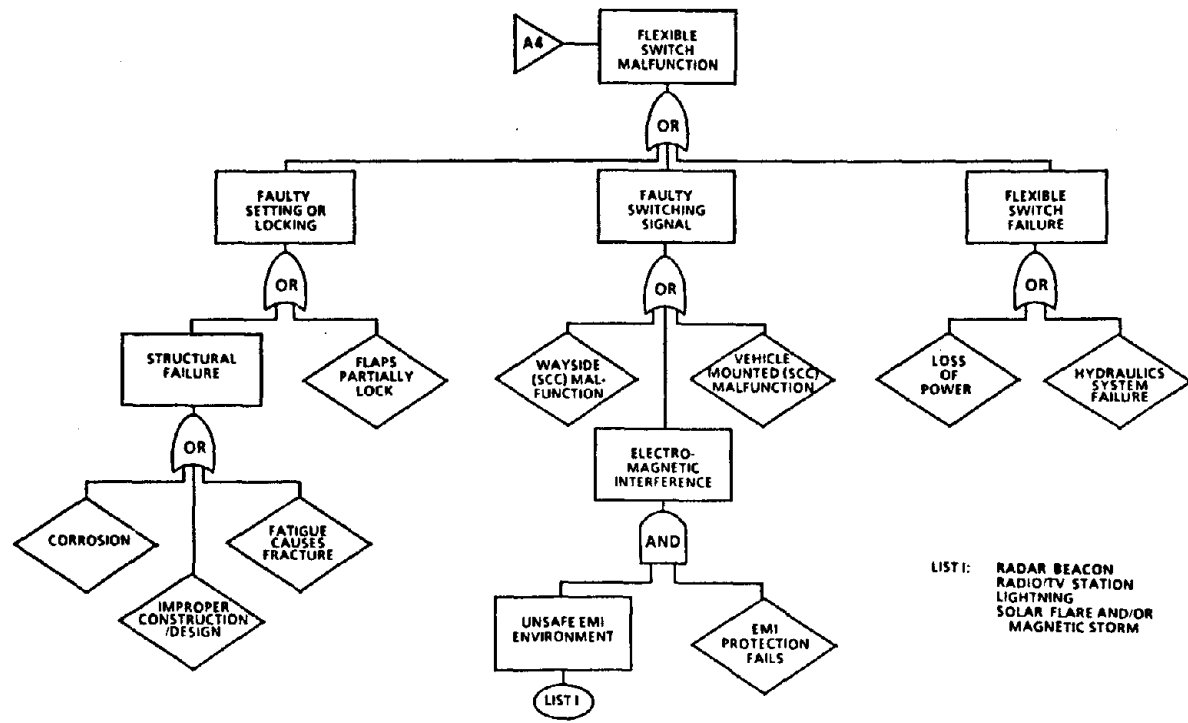 A4
FLEXIBLE
SWITCH
MALFUNCTION
OR
FAULTY
SETTING OR
LOCKING
FAULTY
SWITCHING
SIGNAL
FLEXIBLE
SWITCH
FAILURE
OR
OR
OR
STRUCTURAL
FAILURE
FLAPS
PARTIALLY
LOCK
WAYSIDE
(SCC) MAL-
FUNCTION
VEHICLE
MOUNTED (SCC)
MALFUNCTION
LOSS
OF
POWER
HYDRAULICS
SYSTEM
FAILURE
OR
ELECTRO-
MAGNETIC
INTERFERENCE
CORROSION
FATIGUE
CAUSES
FRACTURE
IMPROPER
CONSTRUCTION
/DESIGN
AND
UNSAFE EMI
ENVIRONMENT
EMI
PROTECTION
FAILS
LIST I
LIST I: RADAR BEACON
RADIO/TV STATION
LIGHTNING
SOLAR FLARE AND/OR
MAGNETIC STORM